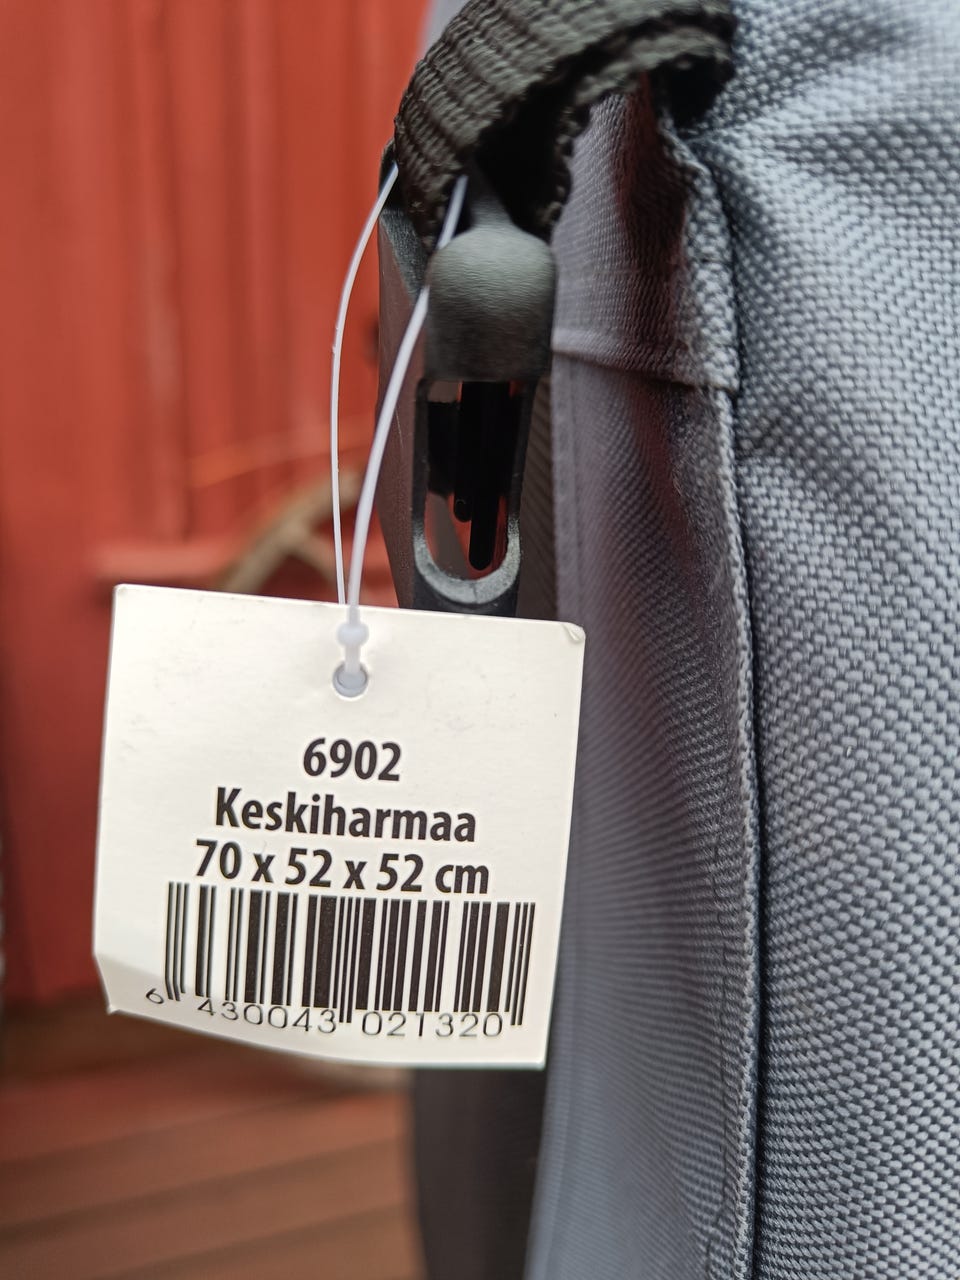 6902
Keskiharmaa
70 x 52 x 52 cm
6 430043 021320